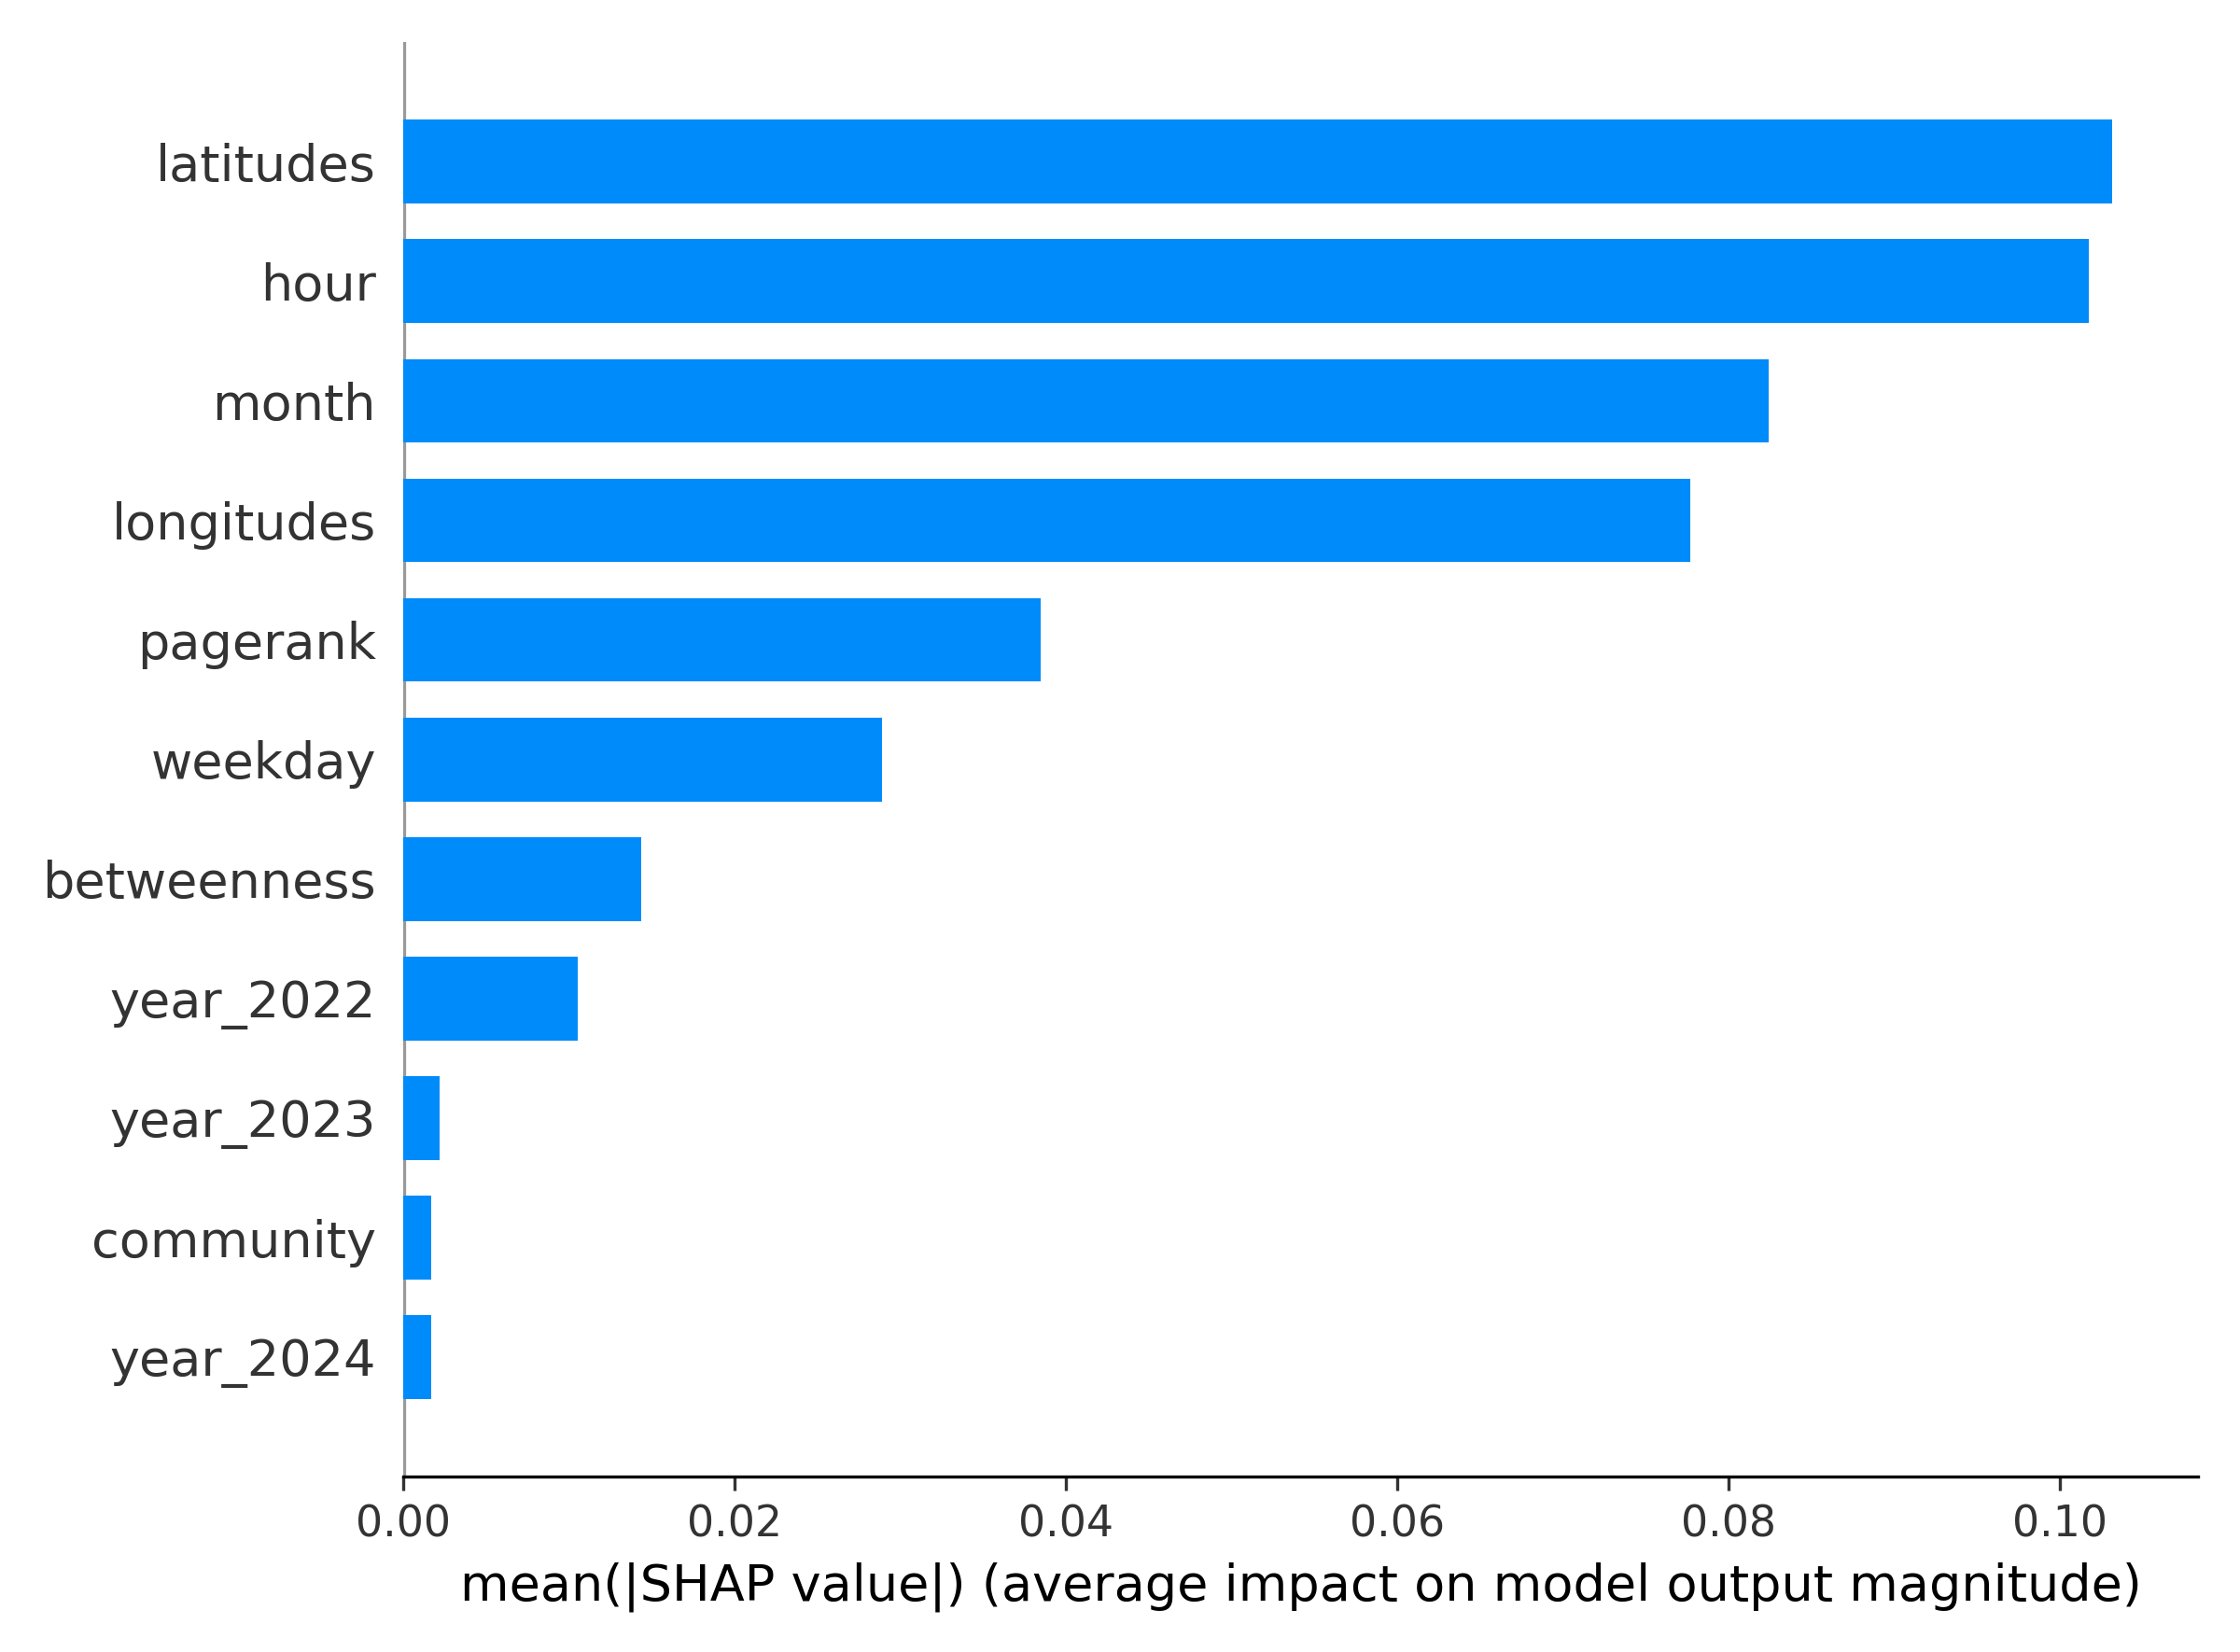 latitudes
hour
month
longitudes
pagerank
weekday
betweenness
year_2022
year_2023
community
year_2024
0.00 0.02 0.04 0.06 0.08 0.10
mean(|SHAP value|) (average impact on model output magnitude)